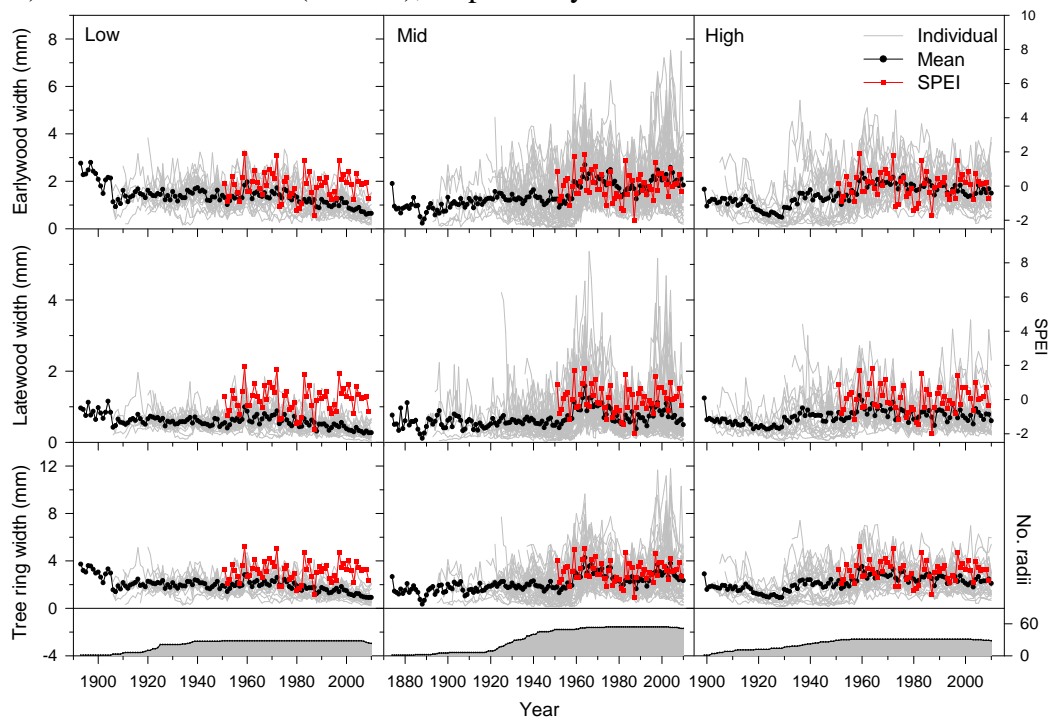 ), respectively
Low
Mid
High
Individual
Mean
SPEI
Earlywood width (mm)
8
6
4
2
0
10
8
6
4
2
0
-2
Latewood width (mm)
4
2
0
8
6
4
2
0
-2
SPEI
Tree ring width (mm)
12
8
4
0
-4
No. radii
60
0
1900 1920 1940 1960 1980 2000
1880 1900 1920 1940 1960 1980 2000
1900 1920 1940 1960 1980 2000
Year